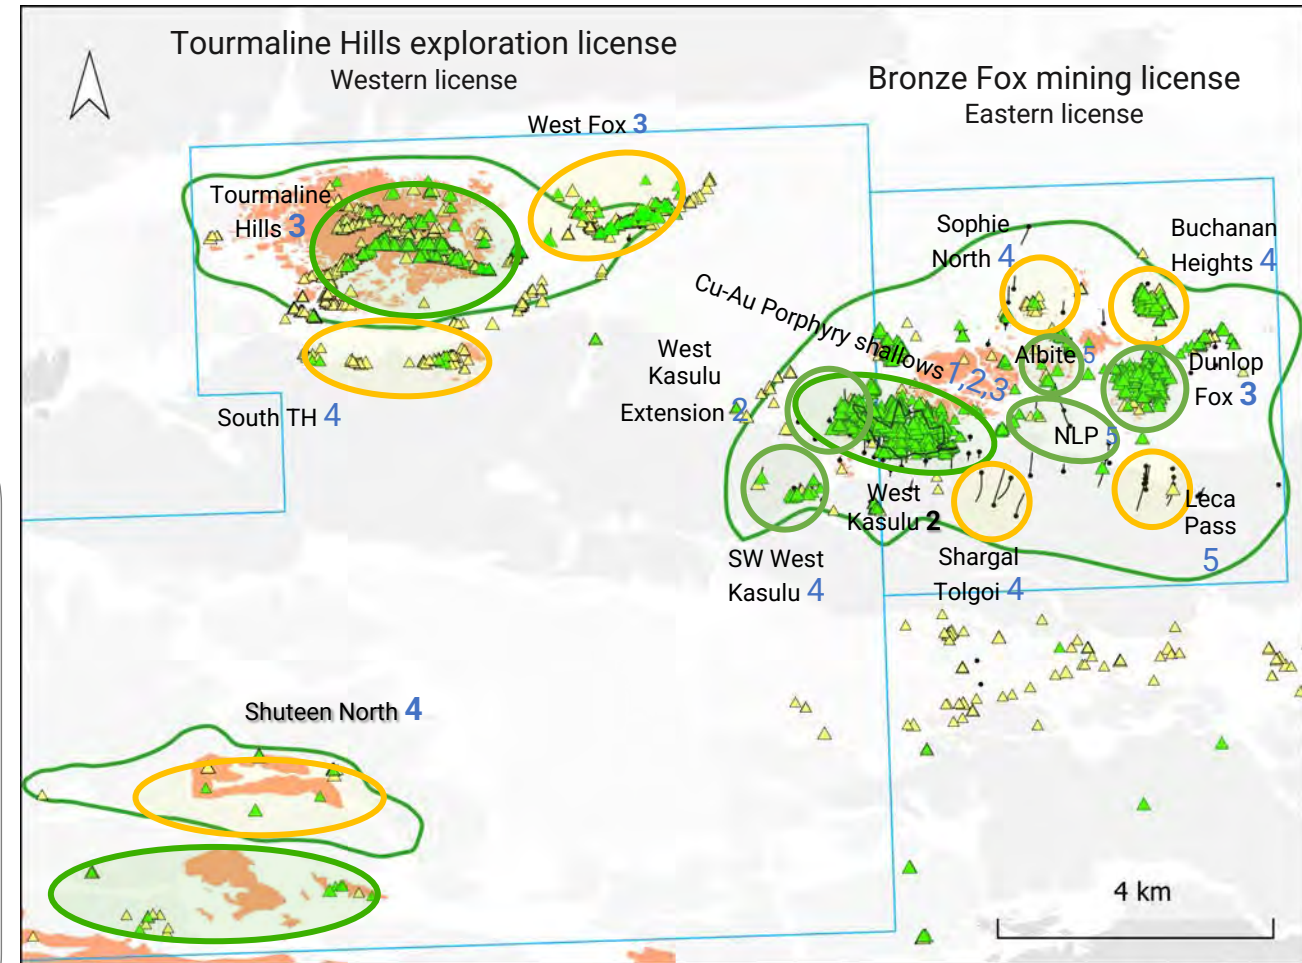 Tourmaline Hills exploration license
Western license
Bronze Fox mining license
Eastern license
West Fox 3
Tourmaline
Hills 3
South TH 4
Sophie
North 4
Buchanan
Heights 4
Cu-Au Porphyry shallows 1,2,3
West
Kasulu
Extension 2
Albite 5
Dunlop
Fox 3
NLP 5
West
Kasulu 2
Leca
Pass
5
SW West
Kasulu 4
Shargal
Tolgoi 4
Shuteen North 4
4 km